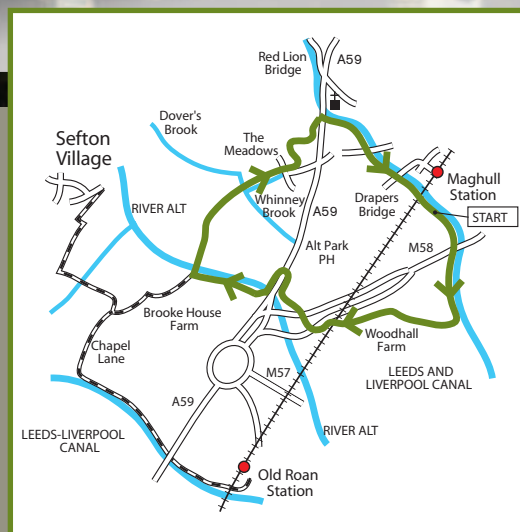 Red Lion
Bridge
A59
Dover's
Brook
The
Meadows
Sefton
Village
Maghull
Station
Whinney
Brook
Drapers
Bridge
START
RIVER ALT
A59
Alt Park
PH
M58
Brooke House
Farm
Woodhall
Farm
Chapel
Lane
LEEDS AND
LIVERPOOL CANAL
M57
A59
LEEDS-LIVERPOOL
CANAL
RIVER ALT
Old Roan
Station